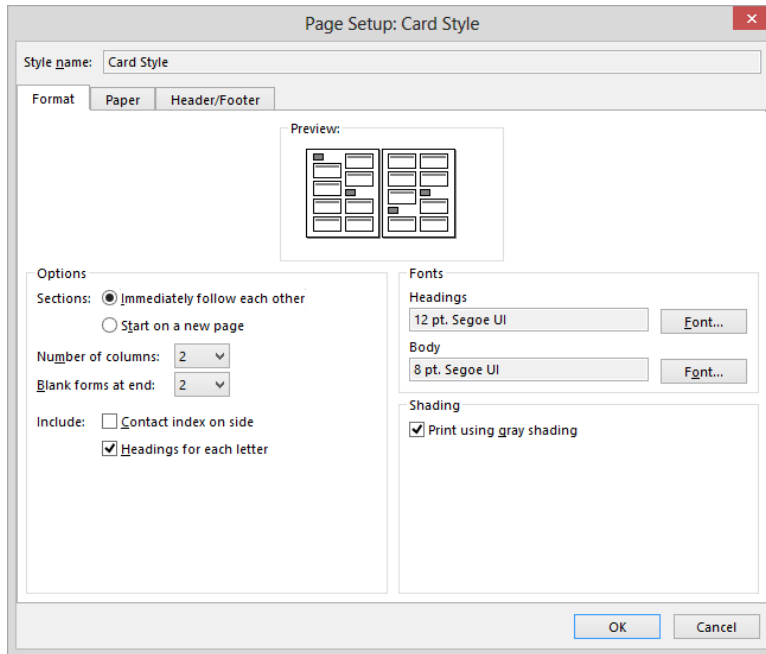 Page Setup: Card Style
Style name: Card Style
Format Paper Header/Footer
Preview:
Options
Sections: Immediately follow each other
Start on a new page
Number of columns: 2
Blank forms at end: 2
Include: Contact index on side
Headings for each letter
Fonts
Headings
12 pt. Segoe UI Font...
Body
8 pt. Segoe UI Font...
Shading
Print using gray shading
OK Cancel